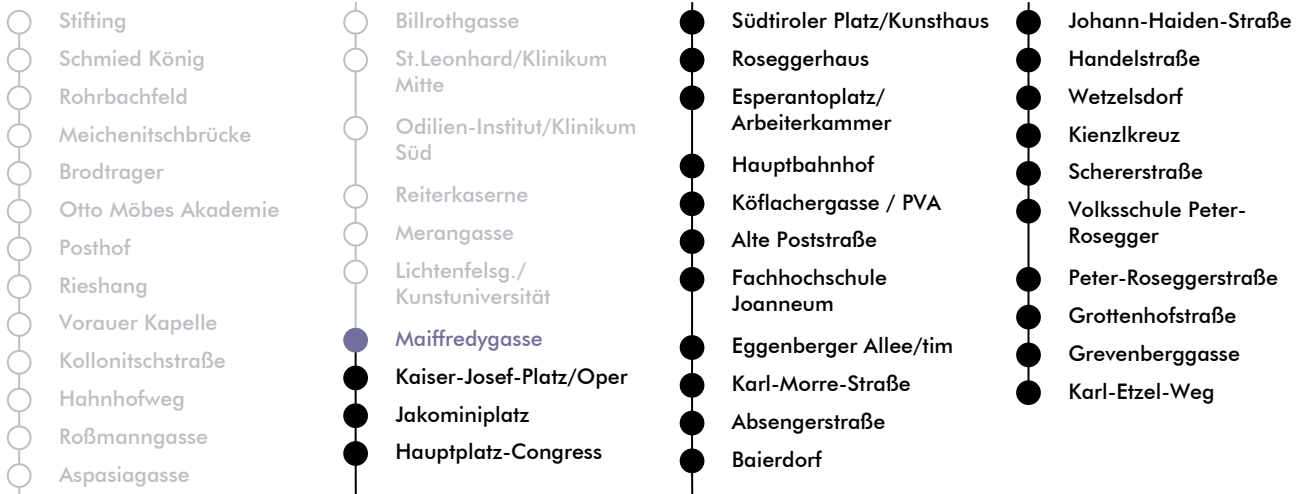 Stifting
Schmied König
Rohrbachfeld
Meichenitschbrücke
Brodtrager
Otto Möbes Akademie
Posthof
Rieshang
Vorauer Kapelle
Kollonitschstraße
Hahnhofweg
Roßmanngasse
Aspasiagasse
Billrothgasse
St.Leonhard/Klinikum
Mitte
Odilien-Institut/Klinikum
Süd
Reiterkaserne
Merangasse
Lichtenfelsg./
Kunstuniversität
Maiffredygasse
Kaiser-Josef-Platz/Oper
Jakominiplatz
Hauptplatz-Congress
Südtiroler Platz/Kunsthaus
Roseggerhaus
Esperantoplatz/
Arbeiterkammer
Hauptbahnhof
Köflachergasse / PVA
Alte Poststraße
Fachhochschule
Joanneum
Eggenberger Allee/tim
Karl-Morre-Straße
Absengerstraße
Baierdorf
Johann-Haiden-Straße
Handelstraße
Wetzelsdorf
Kienzlkreuz
Schererstraße
Volksschule Peter-
Rosegger
Peter-Roseggerstraße
Grottenhofstraße
Grevenberggasse
Karl-Etzel-Weg